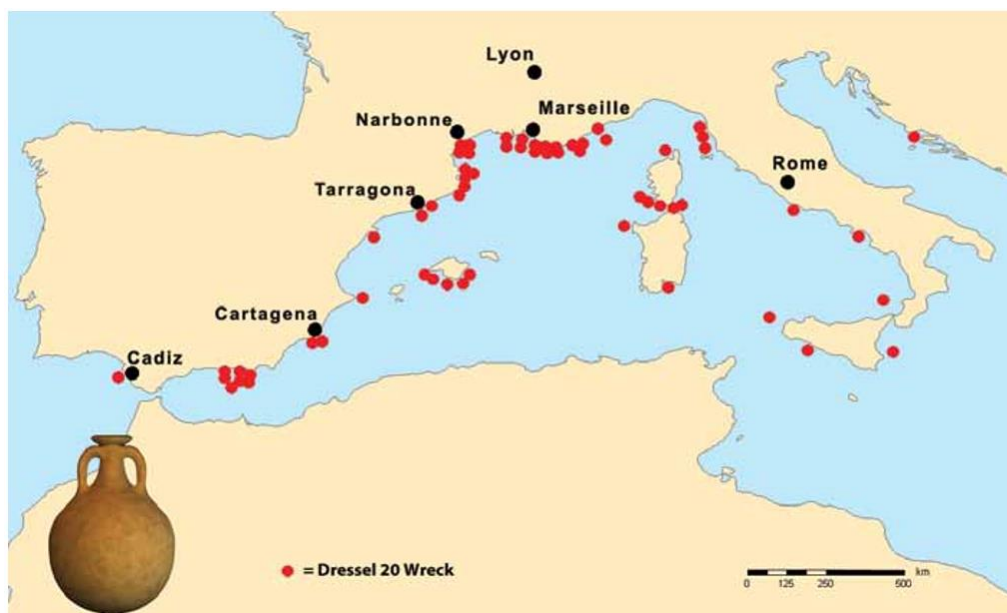 Lyon
Marseille
Narbonne
Tarragona
Rome
Cartagena
Cadiz
= Dressel 20 Wreck
km
0 125 250 500